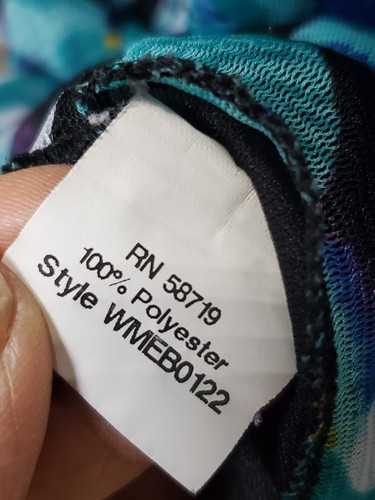 RN 58719
100% Polyester
Style WMEB0122